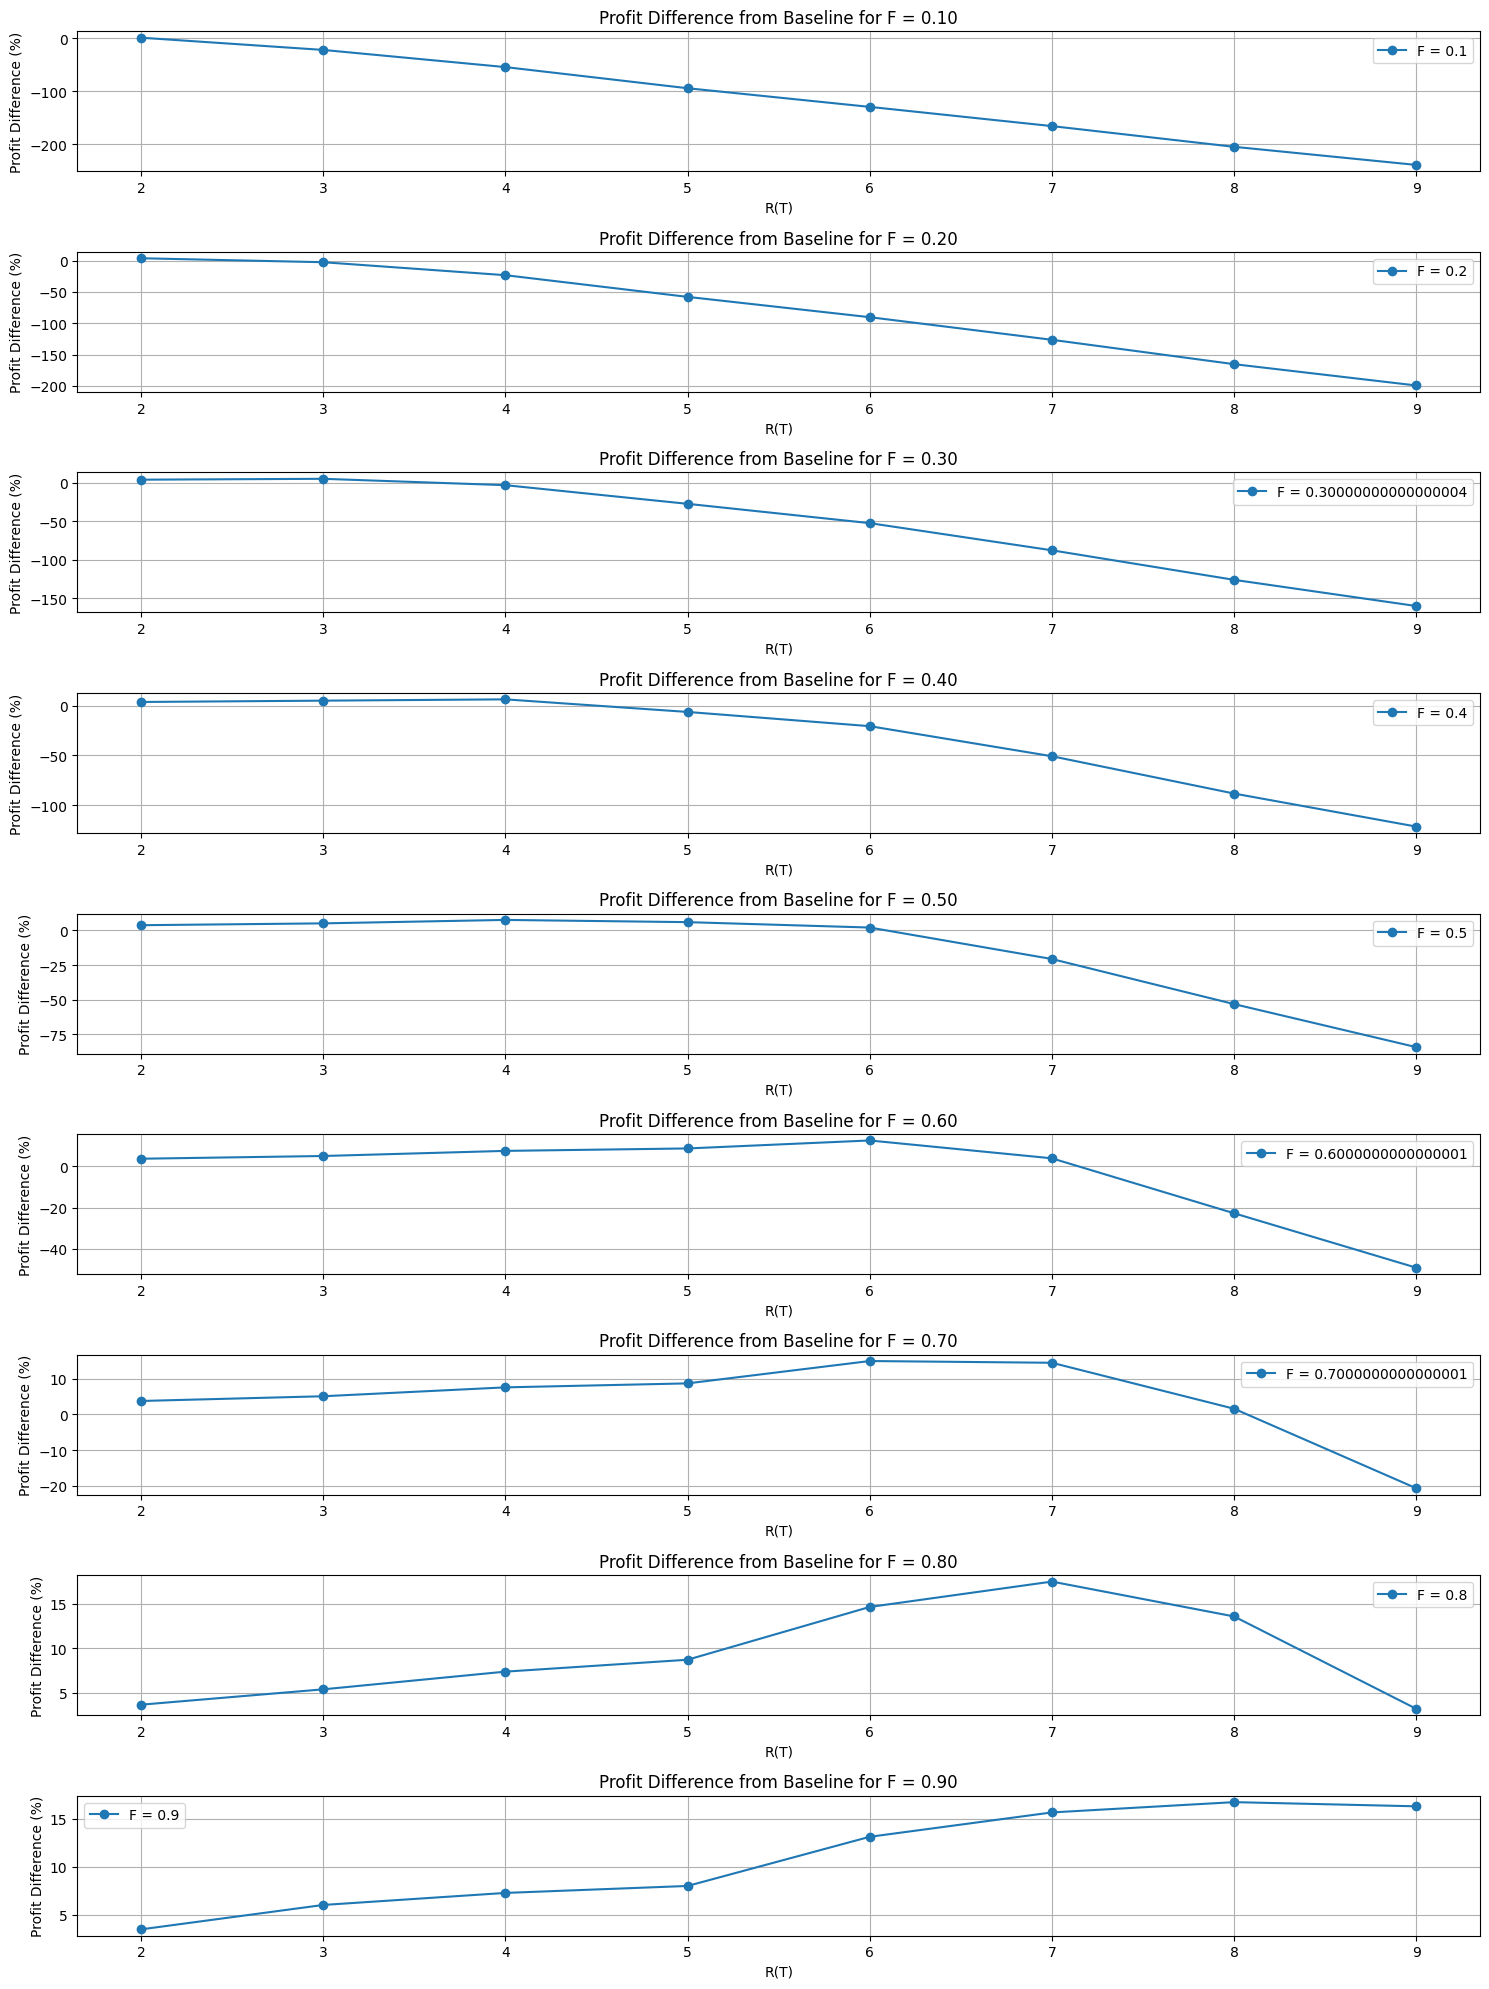 Profit Difference from Baseline for F = 0.10
Profit Difference (%)
0
−100
−200
F = 0.1
2 3 4 5 6 7 8 9
R(T)
Profit Difference from Baseline for F = 0.20
Profit Difference (%)
0
−50
−100
−150
−200
F = 0.2
2 3 4 5 6 7 8 9
R(T)
Profit Difference from Baseline for F = 0.30
Profit Difference (%)
0
−50
−100
−150
F = 0.30000000000000004
2 3 4 5 6 7 8 9
R(T)
Profit Difference from Baseline for F = 0.40
Profit Difference (%)
0
−50
−100
F = 0.4
2 3 4 5 6 7 8 9
R(T)
Profit Difference from Baseline for F = 0.50
Profit Difference (%)
0
−25
−50
−75
F = 0.5
2 3 4 5 6 7 8 9
R(T)
Profit Difference from Baseline for F = 0.60
Profit Difference (%)
0
−20
−40
F = 0.6000000000000001
2 3 4 5 6 7 8 9
R(T)
Profit Difference from Baseline for F = 0.70
Profit Difference (%)
10
0
−10
−20
F = 0.7000000000000001
2 3 4 5 6 7 8 9
R(T)
Profit Difference from Baseline for F = 0.80
Profit Difference (%)
15
10
5
F = 0.8
2 3 4 5 6 7 8 9
R(T)
Profit Difference from Baseline for F = 0.90
Profit Difference (%)
15
10
5
F = 0.9
2 3 4 5 6 7 8 9
R(T)